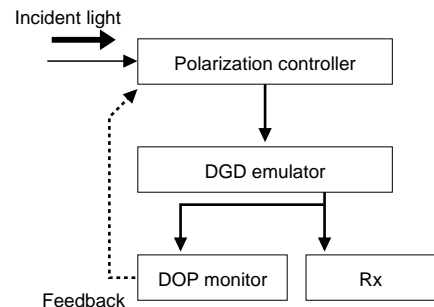 Incident light
Polarization controller
DGD emulator
DOP monitor
Rx
Feedback